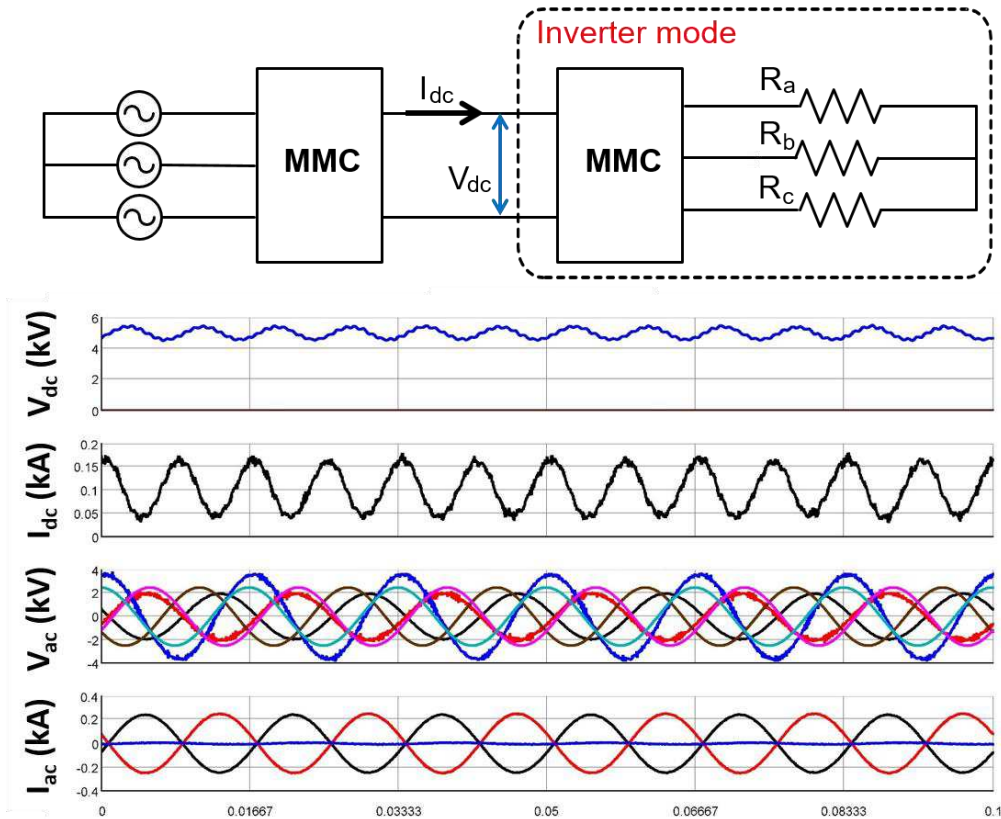 Inverter mode
I_dc
MMC
V_dc
MMC
R_a
R_b
R_c
V_dc (kV)
6
4
2
0
I_dc (kA)
0.2
0.15
0.1
0.05
0
V_ac (kV)
4
2
0
-2
-4
I_ac (kA)
0.4
0.2
0
-0.2
-0.4
0
0.01667
0.03333
0.05
0.06667
0.08333
0.1